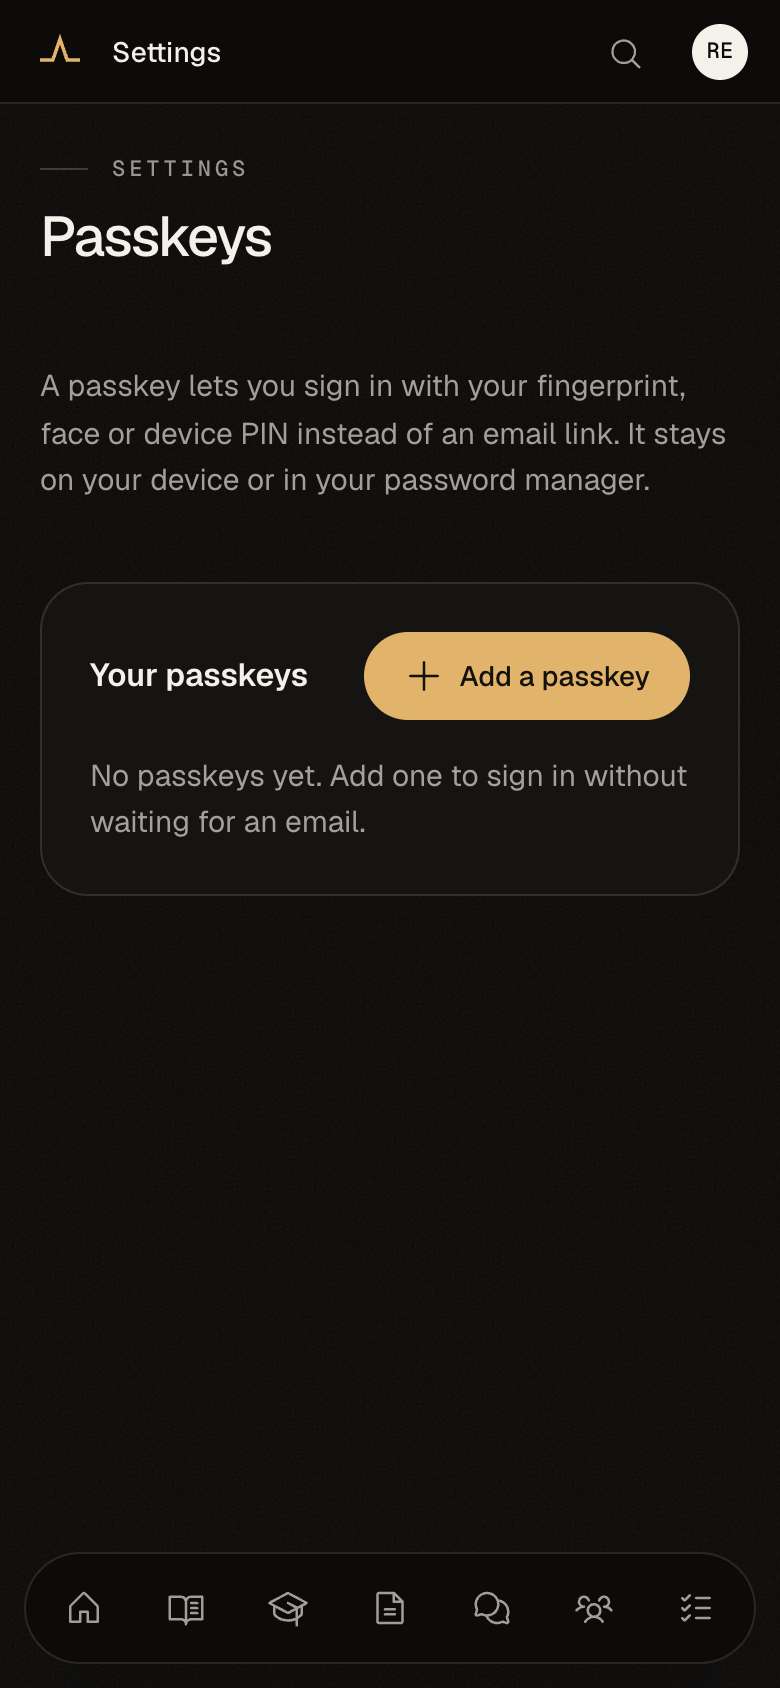 Settings
RE
SETTINGS
Passkeys
A passkey lets you sign in with your fingerprint,
face or device PIN instead of an email link. It stays
on your device or in your password manager.
Your passkeys
Add a passkey
No passkeys yet. Add one to sign in without
waiting for an email.